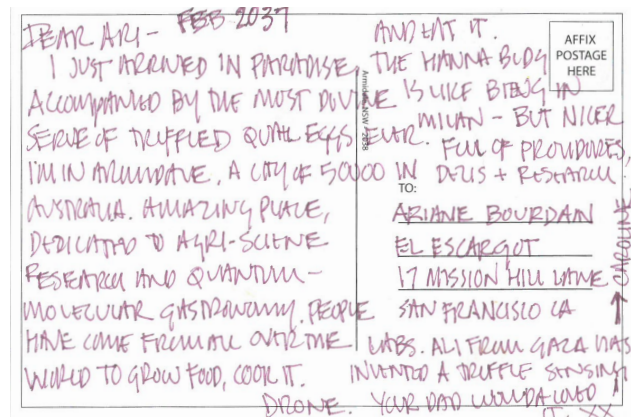 FEB 2037
DEAR ARI-
I JUST ARRIVED IN PARADISE,
ACCOMPANIED BY THE MOST DIVINE
SERVE OF TRUFFLED QUAIL EGGS EVER.
I'M IN ARMIDALE, A CITY OF 50000 IN
AUSTRALIA. AMAZING PLACE,
DEDICATED TO AGRI-SCIENCE
RESEARCH AND QUANTUM-
MOLECULAR GASTRONOMY. PEOPLE
HAVE COME FROM ALL OVER THE
WORLD TO GROW FOOD, COOK IT.
AND EAT IT.
THE HANNA BLDG
IS LIKE BEING IN
MILAN - BUT NICER
FULL OF PROVIDORES,
DELIS + RESEARCH
LABS. ALI FROM GAZA HAS
INVENTED A TRUFFLE SENSING
DRONE. YOUR DAD WOULDA LOVED
IT. XX
CAROLINE
AFFIX
POSTAGE
HERE
Armidale NSW
TO:
ARIANE BOURDAIN
EL ESCARGOT
17 MISSION HILL LANE
SAN FRANCISCO CA